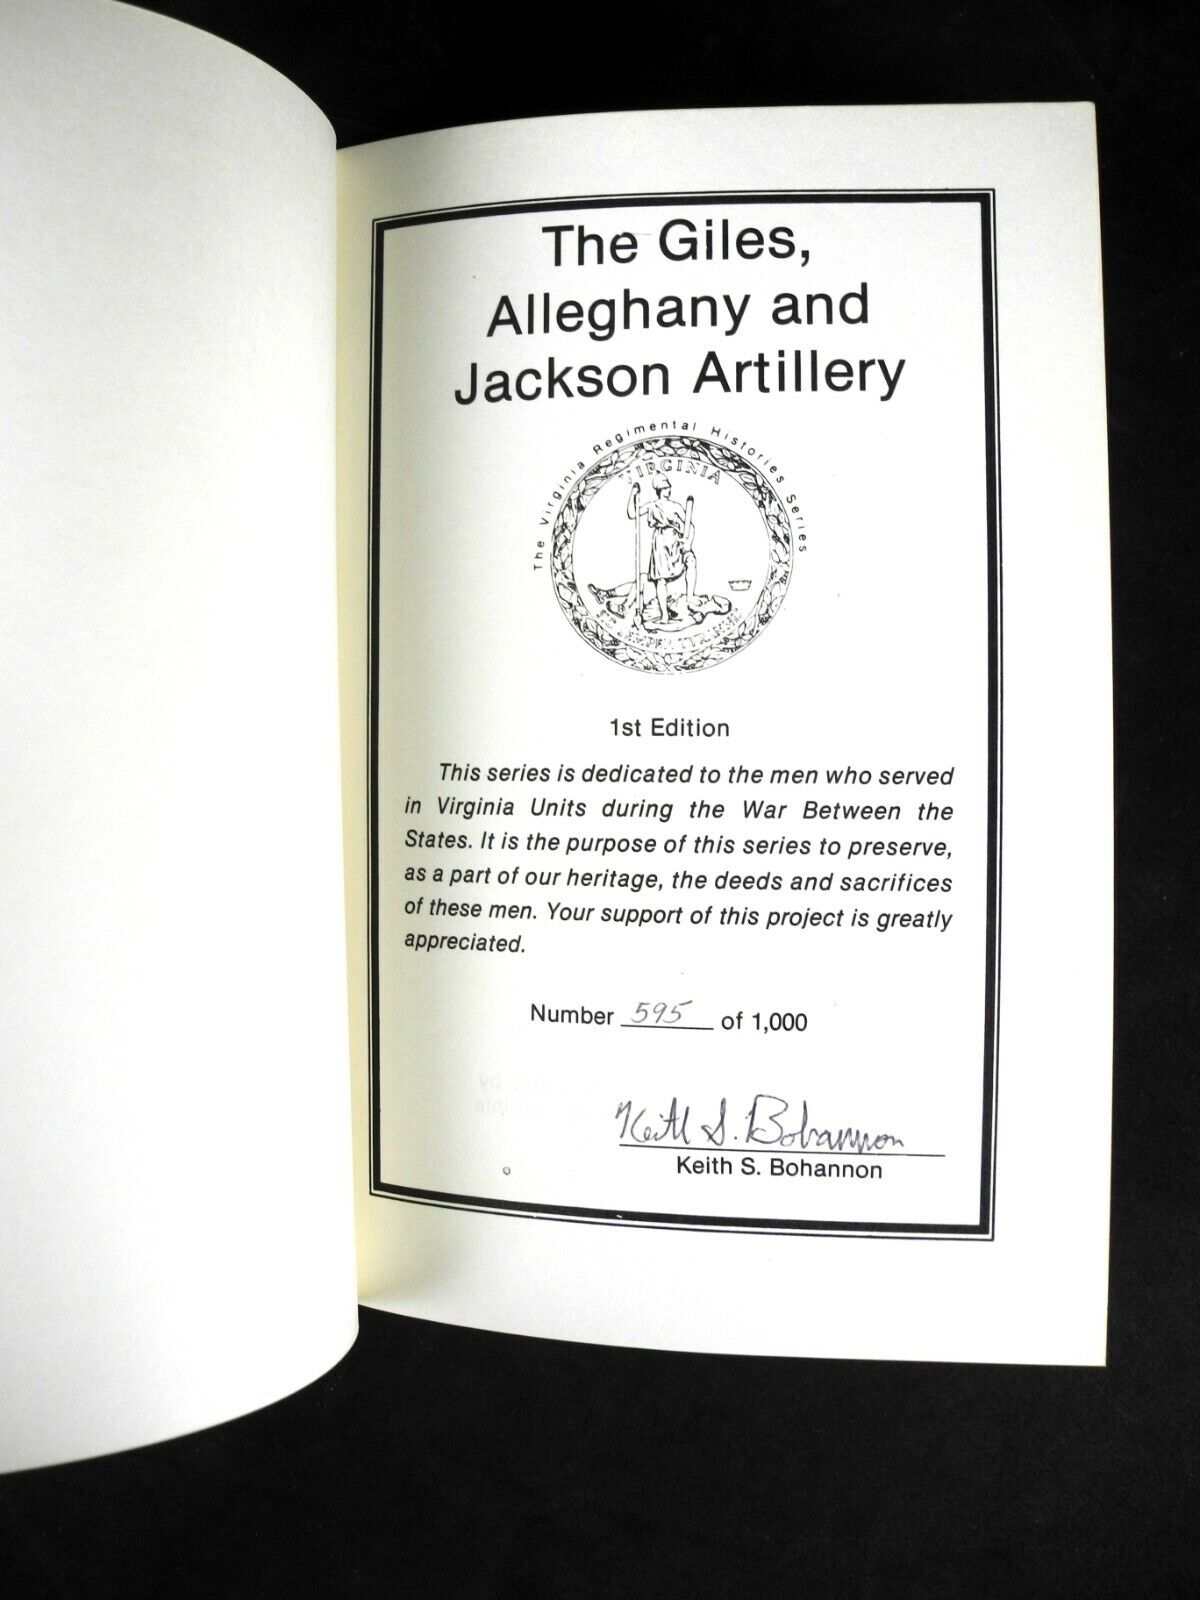 The Giles,
Alleghany and
Jackson Artillery
The Virginia Regimental Histories Series
VIRGINIA
SIC SEMPER TYRANNIS
1st Edition
This series is dedicated to the men who served
in Virginia Units during the War Between the
States. It is the purpose of this series to preserve,
as a part of our heritage, the deeds and sacrifices
of these men. Your support of this project is greatly
appreciated.
Number 595 of 1,000
Keith S. Bohannon
Keith S. Bohannon